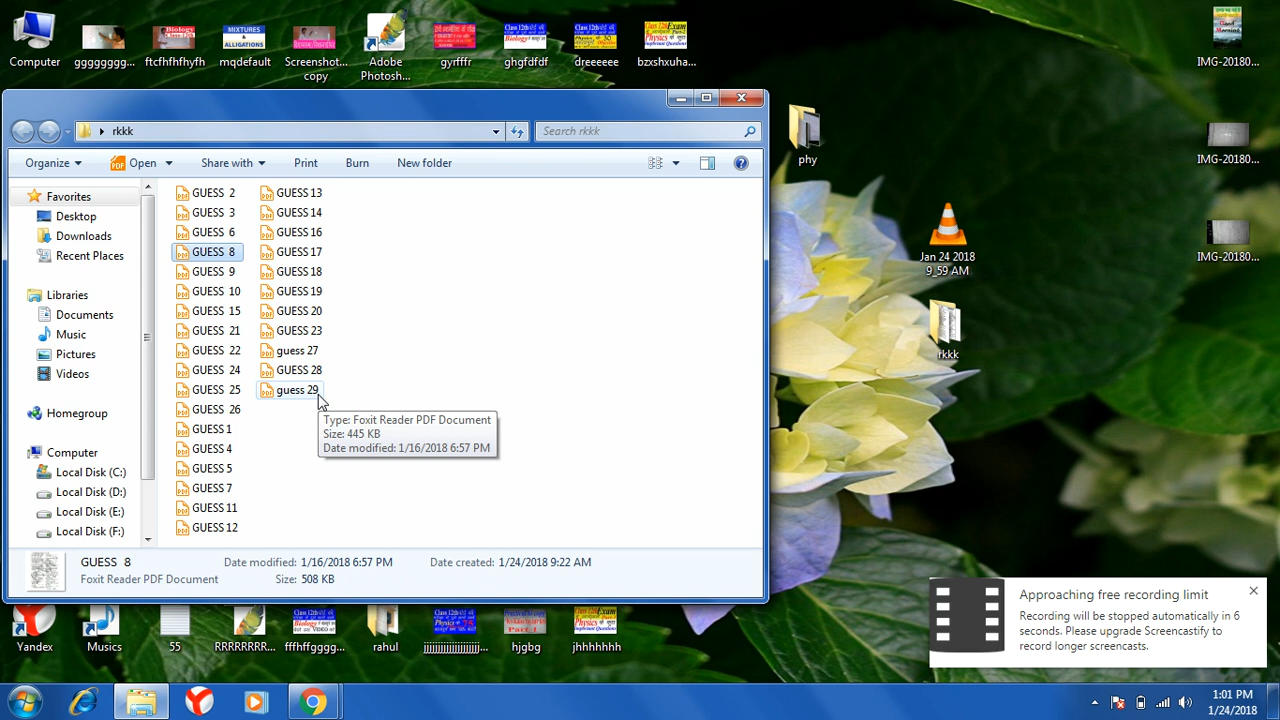 Computer
gggggggg...
ftcfhfhfyfh
mqdefault
Screenshot... copy
Adobe Photosh...
gyrffrr
ghgfdfdf
dreeeeee
bzxshxuha...
IMG-20180...
MIXTURES & ALLIGATIONS
rkkk
Search rkkk
Organize
Open
Share with
Print
Burn
New folder
Favorites
Desktop
Downloads
Recent Places
Libraries
Documents
Music
Pictures
Videos
Homegroup
Computer
Local Disk (C:)
Local Disk (D:)
Local Disk (E:)
Local Disk (F:)
GUESS 2
GUESS 3
GUESS 6
GUESS 8
GUESS 9
GUESS 10
GUESS 15
GUESS 21
GUESS 22
GUESS 24
GUESS 25
GUESS 26
GUESS 1
GUESS 4
GUESS 5
GUESS 7
GUESS 11
GUESS 12
GUESS 13
GUESS 14
GUESS 16
GUESS 17
GUESS 18
GUESS 19
GUESS 20
GUESS 23
guess 27
GUESS 28
guess 29
Type: Foxit Reader PDF Document
Size: 445 KB
Date modified: 1/16/2018 6:57 PM
GUESS 8
Date modified: 1/16/2018 6:57 PM
Date created: 1/24/2018 9:22 AM
Foxit Reader PDF Document
Size: 508 KB
phy
Jan 24 2018
9_59 AM
rkkk
IMG-20180...
IMG-20180...
Approaching free recording limit
Recording will be stopped automatically in 6
seconds. Please upgrade Screencastify to
record longer screencasts.
Yandex
Musics
55
RRRRRRRR...
fffhffgggg...
rahul
jjjjjjjjjjjjjjjjjjjj...
hjgbg
jhhhhhh
1:01 PM
1/24/2018